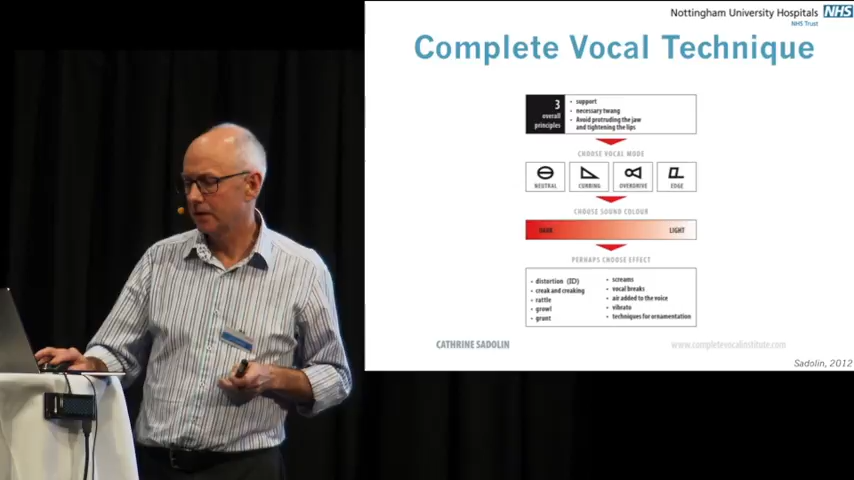 Nottingham University Hospitals NHS
NHS Trust
Complete Vocal Technique
3
overall
principles
• support
• necessary twang
• Avoid protruding the jaw
and tightening the lips
CHOOSE VOCAL MODE
NEUTRAL CURBING OVERDRIVE EDGE
CHOOSE SOUND COLOUR
DARK LIGHT
PERHAPS CHOOSE EFFECT
• distortion (ID)
• creak and creaking
• rattle
• growl
• grunt
• screams
• vocal breaks
• air added to the voice
• vibrato
• techniques for ornamentation
CATHRINE SADOLIN
www.completevocalinstitute.com
Sadolin, 2012